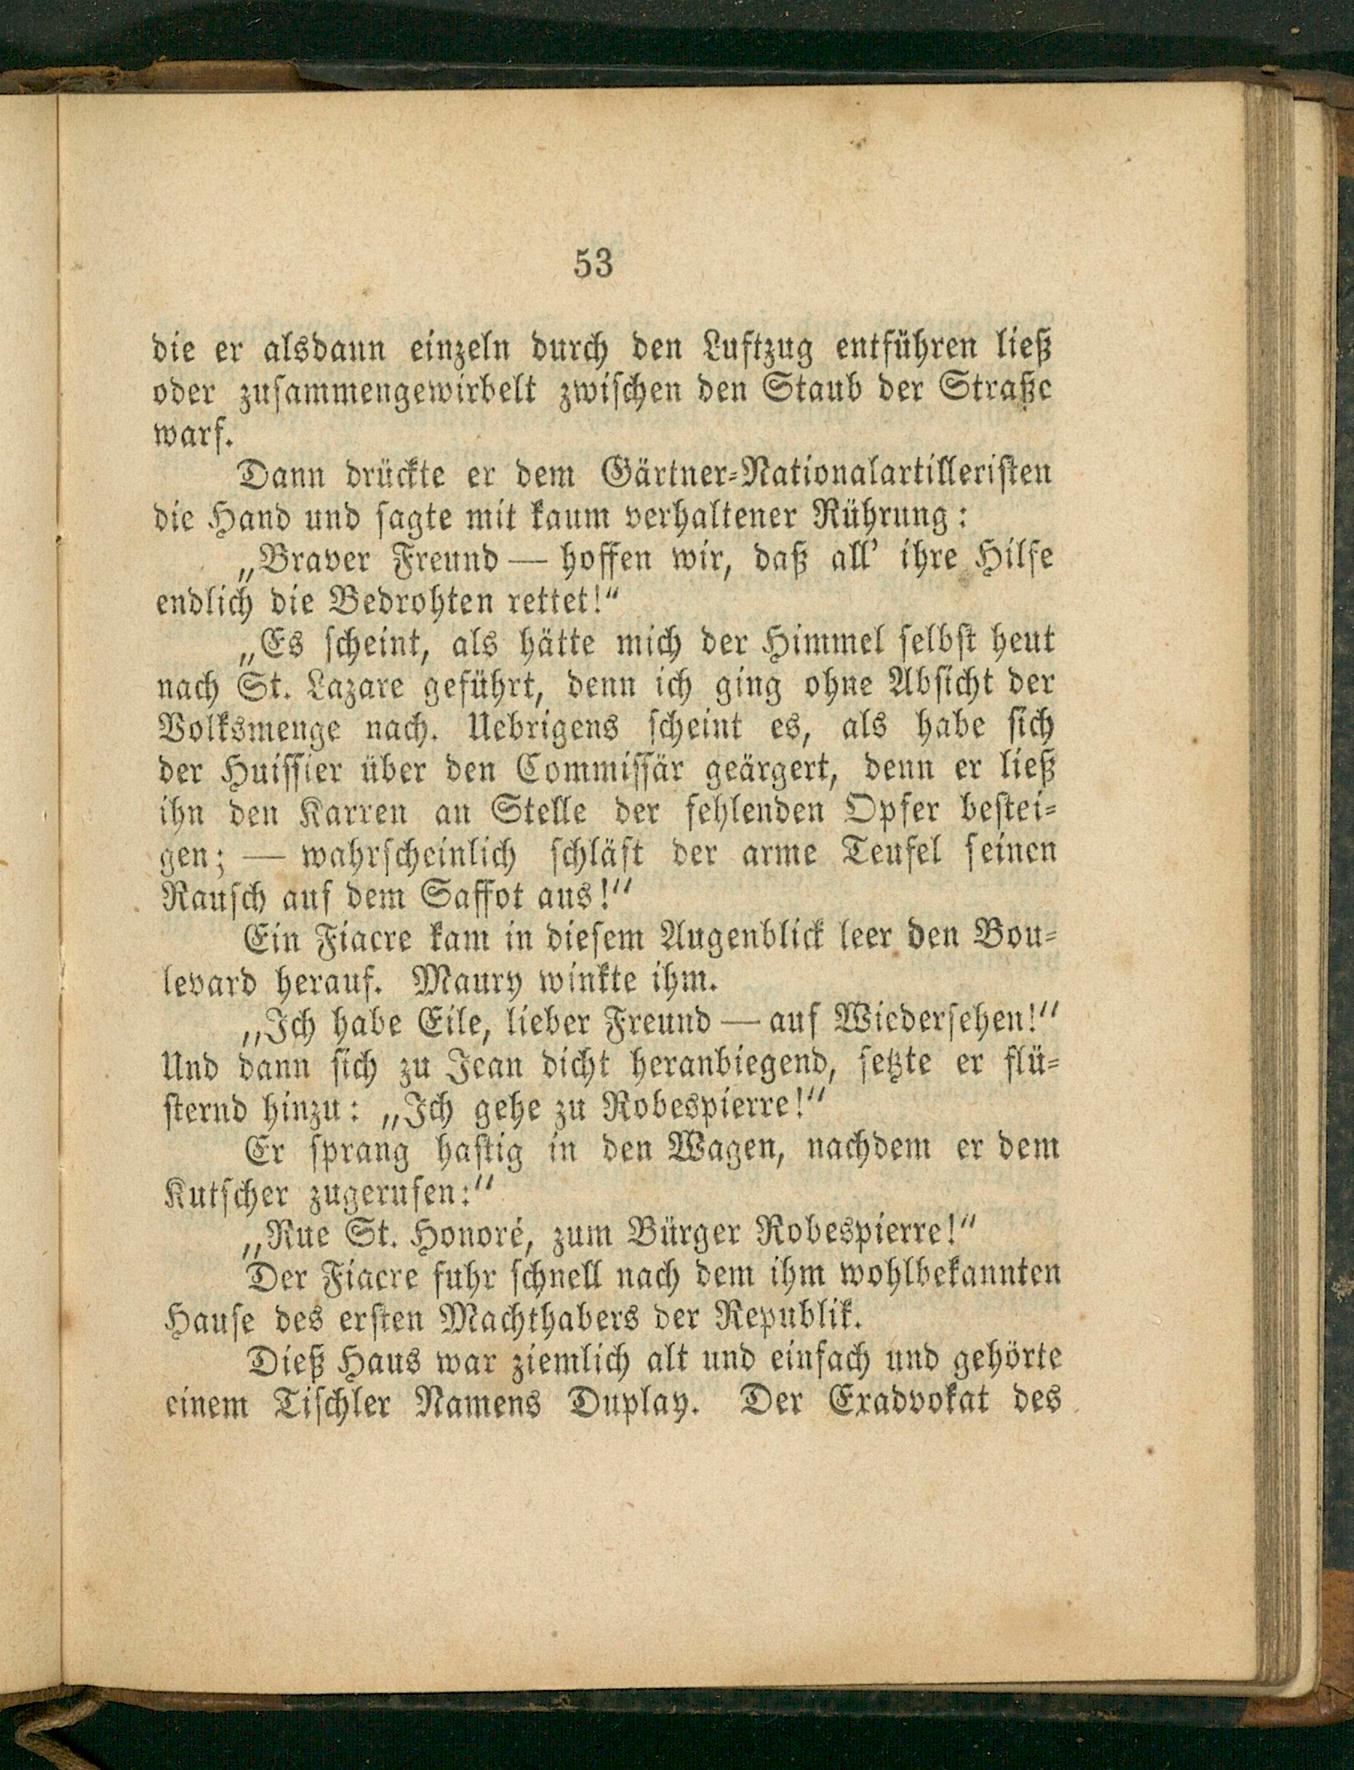 53
die er alsdann einzeln durch den Luftzug entführen ließ
oder zusammengewirbelt zwischen den Staub der Straße
warf.
Dann drückte er dem Gärtner-Nationalartilleristen
die Hand und sagte mit kaum verhaltener Rührung:
„Braver Freund — hoffen wir, daß all’ ihre Hilfe
endlich die Bedrohten rettet!“
„Es scheint, als hätte mich der Himmel selbst heut
nach St. Lazare geführt, denn ich ging ohne Absicht der
Volksmenge nach. Uebrigens scheint es, als habe sich
der Huissier über den Commissär geärgert, denn er ließ
ihn den Karren an Stelle der fehlenden Opfer bestei-
gen; — wahrscheinlich schläft der arme Teufel seinen
Rausch auf dem Saffot aus!“
Ein Fiacre kam in diesem Augenblick leer den Bou-
levard herauf. Maury winkte ihm.
„Ich habe Eile, lieber Freund — auf Wiedersehen!“
Und dann sich zu Jean dicht heranbiegend, setzte er flü-
sternd hinzu: „Ich gehe zu Robespierre!“
Er sprang hastig in den Wagen, nachdem er dem
Kutscher zugerufen:“
„Rue St. Honoré, zum Bürger Robespierre!“
Der Fiacre fuhr schnell nach dem ihm wohlbekannten
Hause des ersten Machthabers der Republik.
Dieß Haus war ziemlich alt und einfach und gehörte
einem Tischler Namens Duplay. Der Exadvokat des